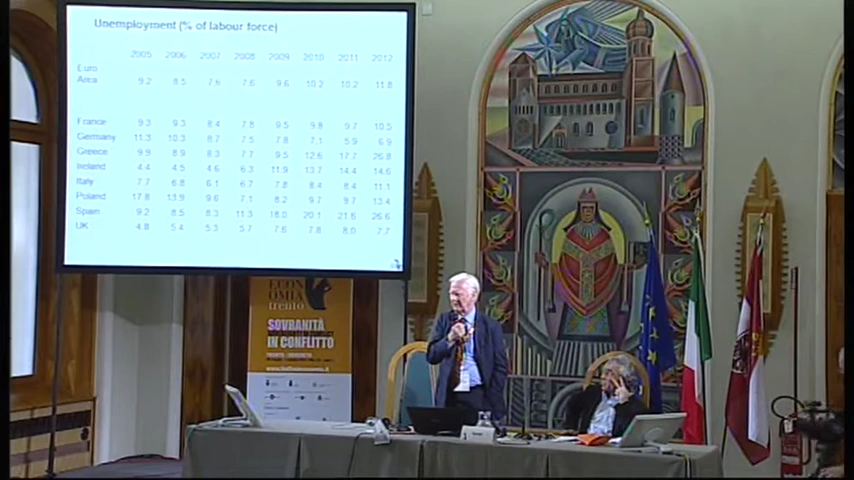 Unemployment (% of labour force)
2005 2006 2007 2008 2009 2010 2011 2012
Euro
Area 9.2 8.5 7.6 7.6 9.6 10.2 10.2 11.8
France 9.3 9.3 8.4 7.8 9.5 9.8 9.7 10.5
Germany 11.3 10.3 8.7 7.5 7.8 7.1 5.9 6.9
Greece 9.9 8.9 8.3 7.7 9.5 12.6 17.7 26.8
Ireland 4.4 4.5 4.6 6.3 11.9 13.7 14.4 14.6
Italy 7.7 6.8 6.1 6.7 7.8 8.4 8.4 11.1
Poland 17.8 13.9 9.6 7.1 8.2 9.7 9.7 13.4
Spain 9.2 8.5 8.3 11.3 18.0 20.1 21.6 26.6
UK 4.8 5.4 5.3 5.7 7.6 7.8 8.0 7.7
ECON
OMIA
trento
SOVRANITÀ
IN CONFLITTO